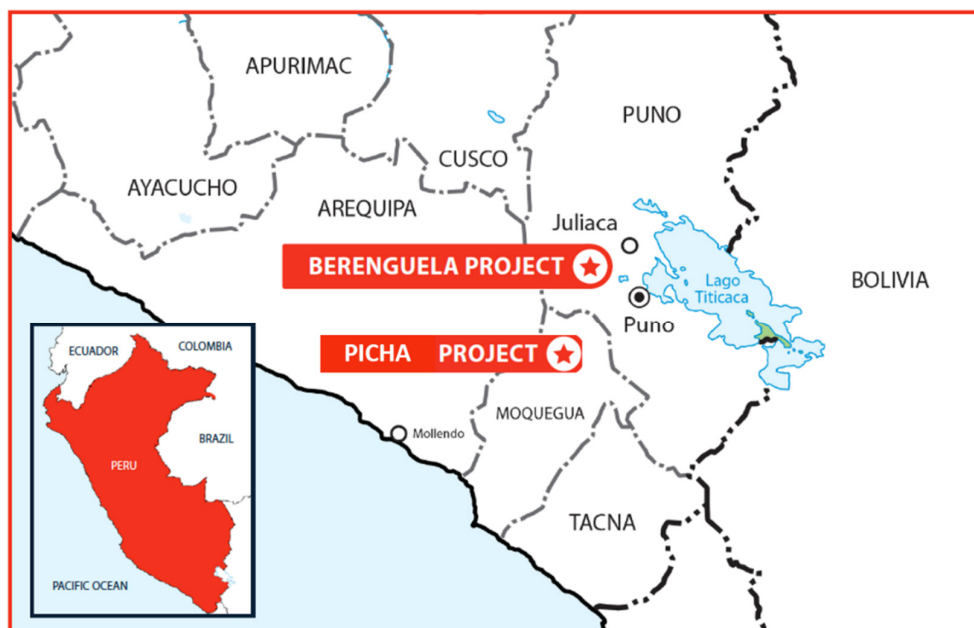 APURIMAC
PUNO
CUSCO
AYACUCHO
AREQUIPA
Juliaca
BERENGUELA PROJECT
Lago
Titicaca
BOLIVIA
Puno
PICHA PROJECT
MOQUEGUA
Mollendo
TACNA
ECUADOR
COLOMBIA
BRAZIL
PERU
PACIFIC OCEAN